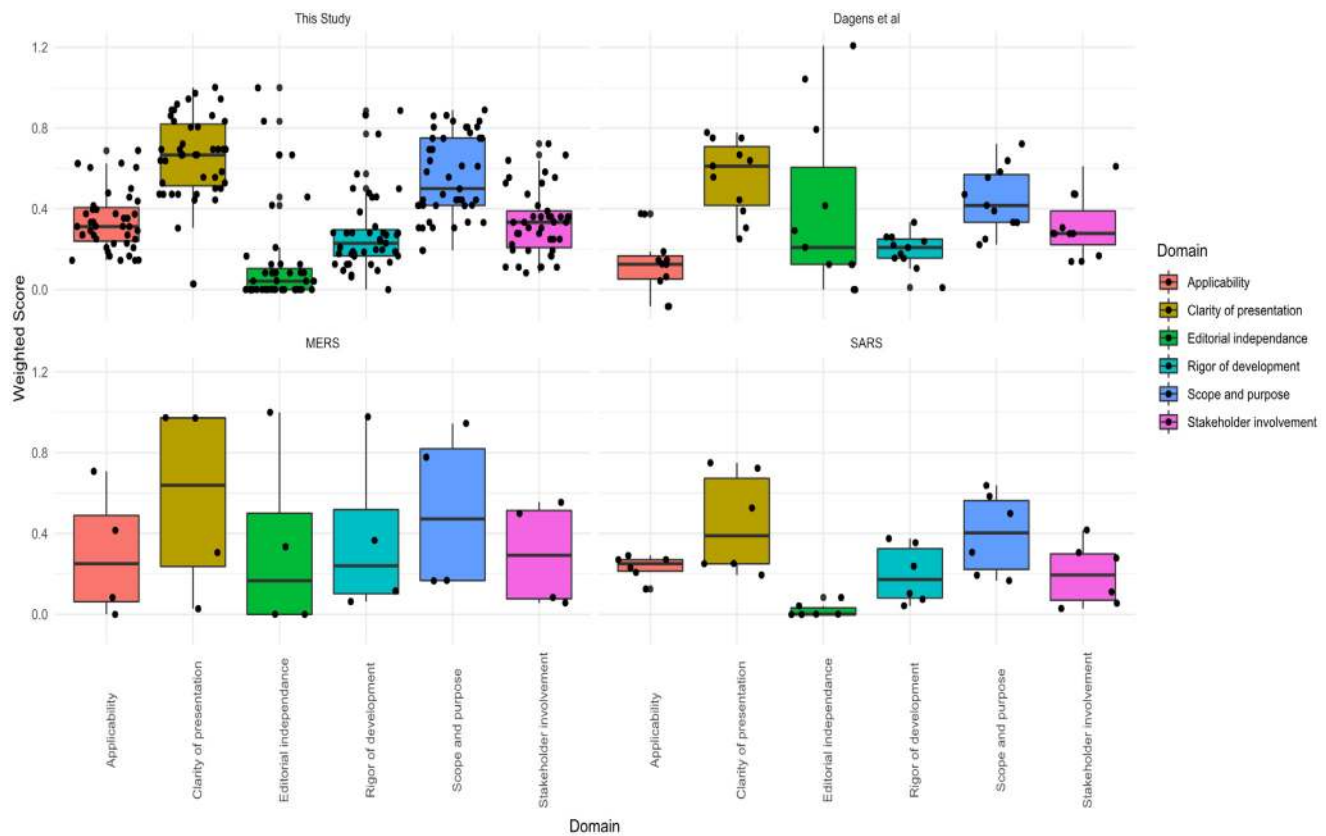 This Study
Dagens et al
1.2
0.8
0.4
0.0
MERS
SARS
1.2
0.8
0.4
0.0
Weighted Score
Applicability
Clarity of presentation
Editorial independance
Rigor of development
Scope and purpose
Stakeholder involvement
Applicability
Clarity of presentation
Editorial independance
Rigor of development
Scope and purpose
Stakeholder involvement
Domain
Domain
Applicability
Clarity of presentation
Editorial independance
Rigor of development
Scope and purpose
Stakeholder involvement